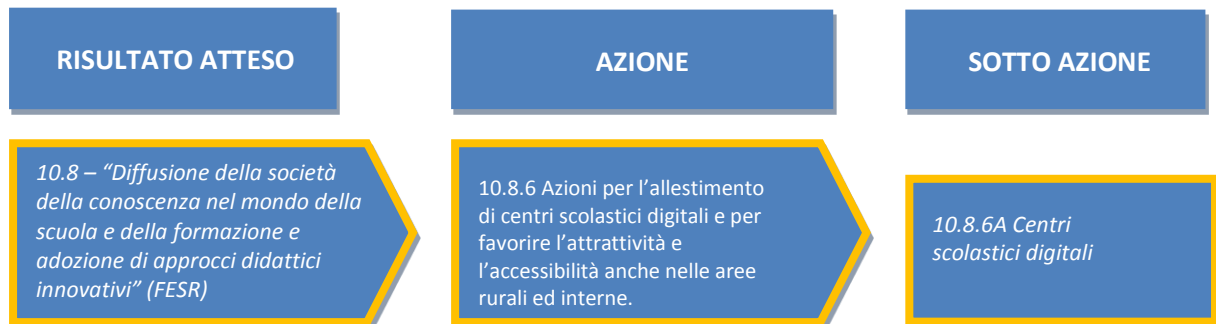 RISULTATO ATTESO
AZIONE
SOTTO AZIONE
10.8 – “Diffusione della società
della conoscenza nel mondo della
scuola e della formazione e
adozione di approcci didattici
innovativi” (FESR)
10.8.6 Azioni per l’allestimento
di centri scolastici digitali e per
favorire l’attrattività e
l’accessibilità anche nelle aree
rurali ed interne.
10.8.6A Centri
scolastici digitali